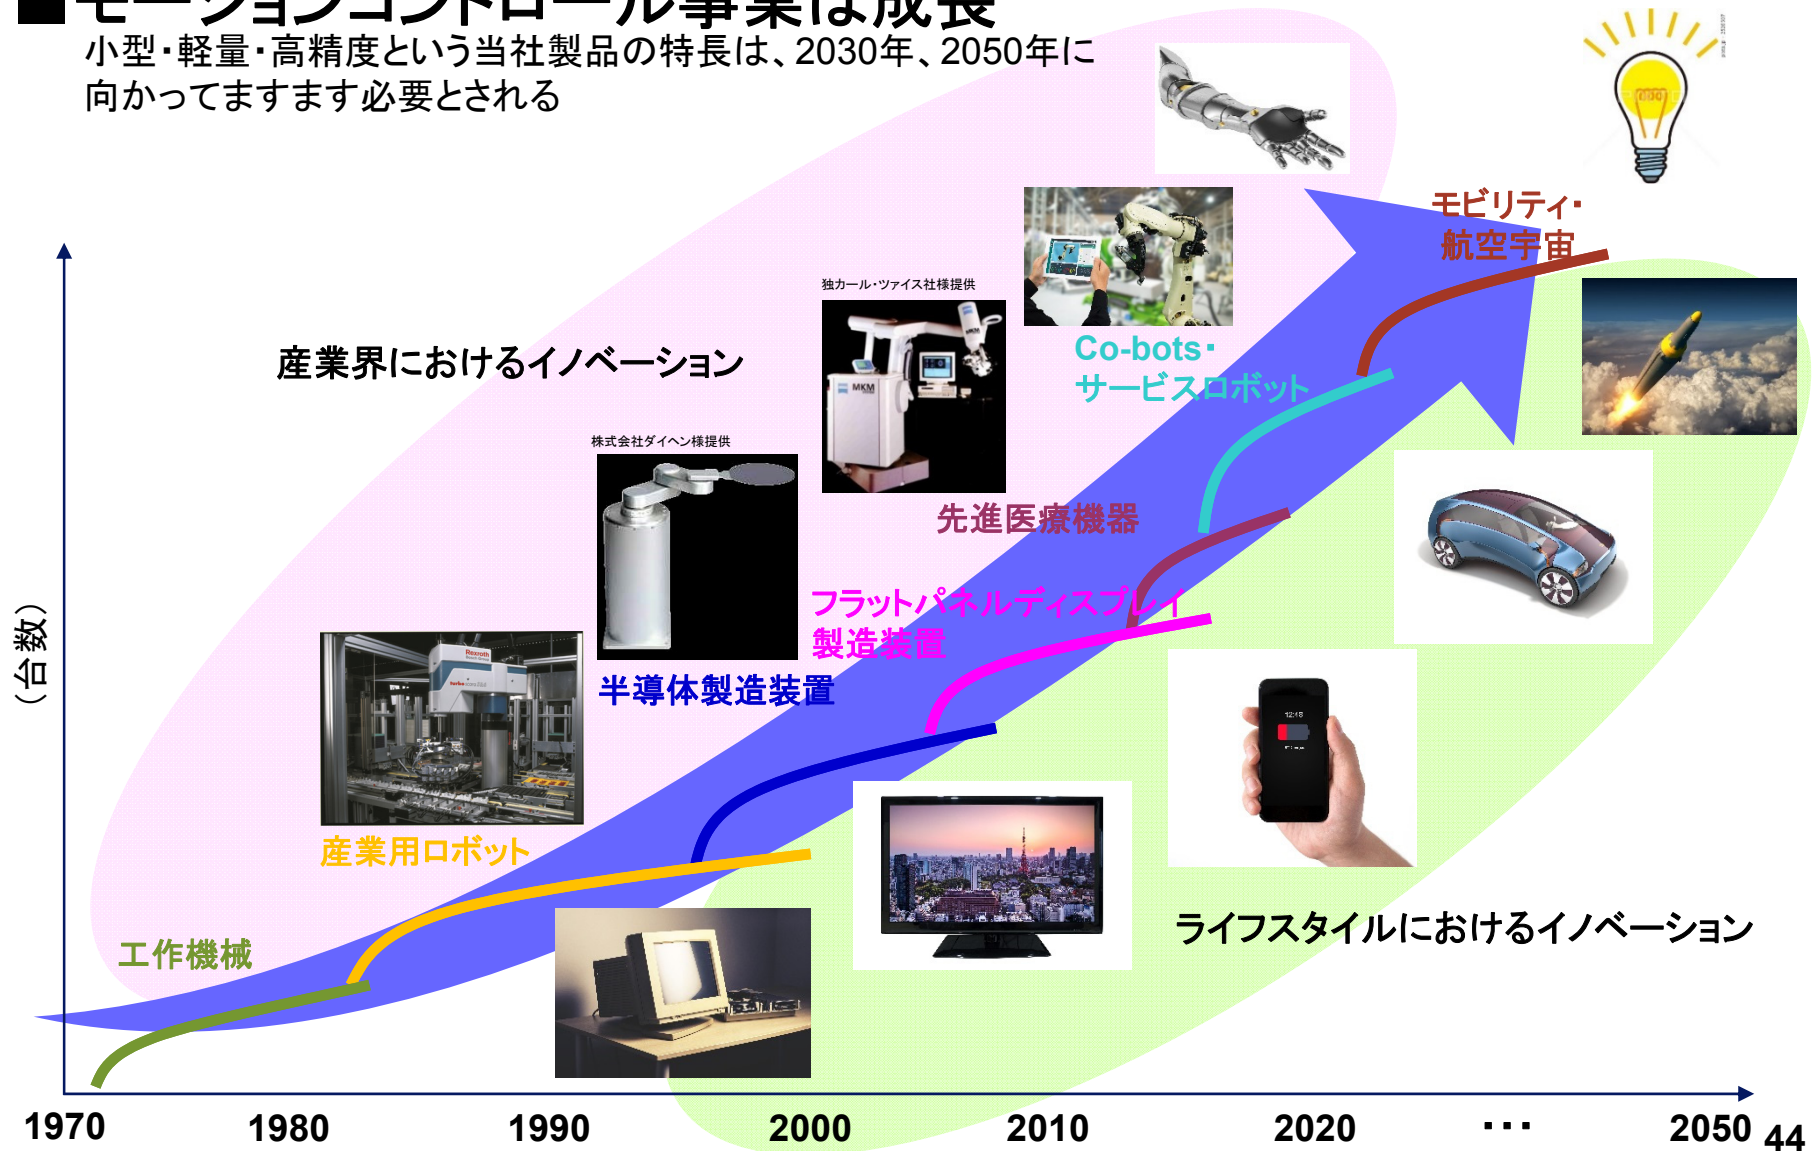 ■モーションコントロール事業は成長
小型・軽量・高精度という当社製品の特長は、2030年、2050年に
向かってますます必要とされる
モビリティ・
航空宇宙
独カール・ツァイス社様提供
MKM
MKM
産業界におけるイノベーション
Co-bots・
サービスロボット
株式会社ダイヘン様提供
先進医療機器
フラットパネルディスプレイ
製造装置
(台数)
Rexroth
半導体製造装置
12:48
産業用ロボット
ライフスタイルにおけるイノベーション
工作機械
1970
1980
1990
2000
2010
2020
･･･
2050
44